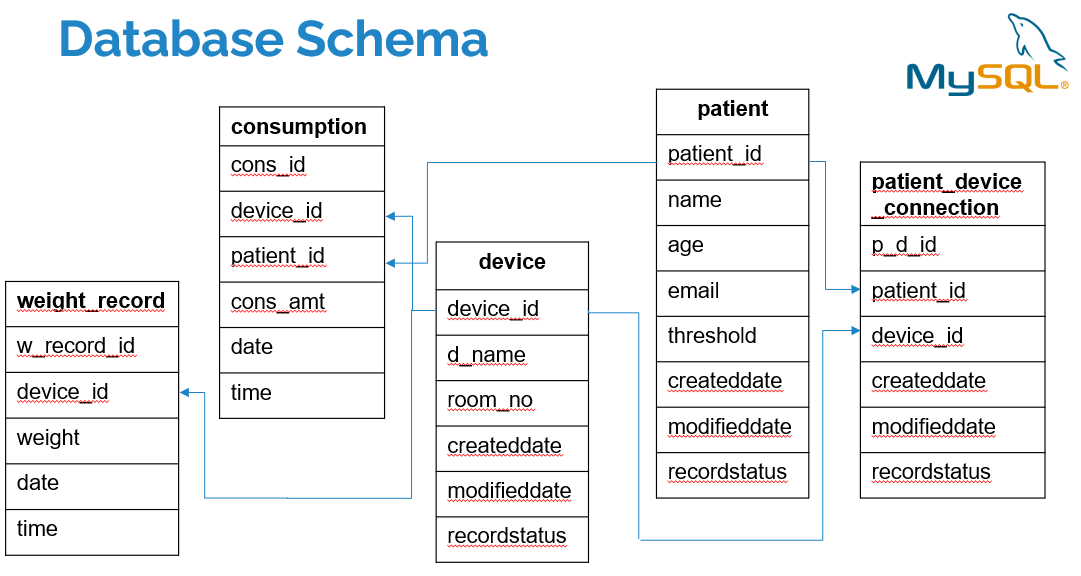 Database Schema
MySQL®
consumption
cons_id
device_id
patient_id
cons_amt
date
time
patient
patient_id
name
age
email
threshold
createddate
modifieddate
recordstatus
patient_device
_connection
p_d_id
patient_id
device_id
createddate
modifieddate
recordstatus
device
device_id
d_name
room_no
createddate
modifieddate
recordstatus
weight_record
w_record_id
device_id
weight
date
time